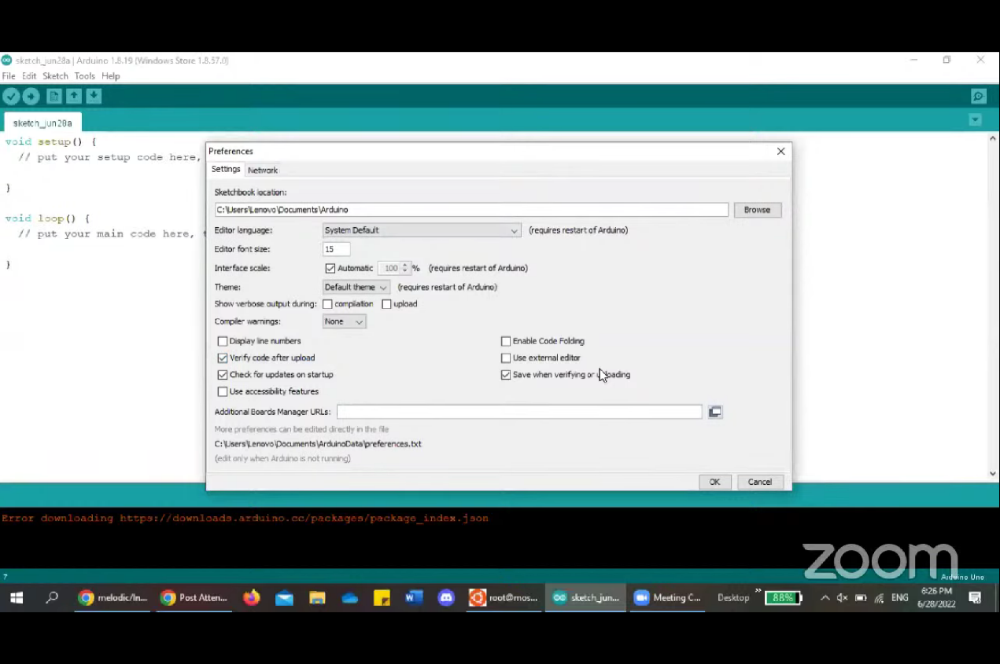 sketch_jun28a | Arduino 1.8.19 (Windows Store 1.8.57.0)
File Edit Sketch Tools Help
sketch_jun28a
void setup() {
// put your setup code here,
}
void loop() {
// put your main code here,
}
Preferences
Settings Network
Sketchbook location:
C:\Users\Lenovo\Documents\Arduino Browse
Editor language: System Default (requires restart of Arduino)
Editor font size: 15
Interface scale: Automatic 100 % (requires restart of Arduino)
Theme: Default theme (requires restart of Arduino)
Show verbose output during: compilation upload
Compiler warnings: None
Display line numbers Enable Code Folding
Verify code after upload Use external editor
Check for updates on startup Save when verifying or uploading
Use accessibility features
Additional Boards Manager URLs:
More preferences can be edited directly in the file
C:\Users\Lenovo\Documents\ArduinoData\preferences.txt
(edit only when Arduino is not running)
OK Cancel
Error downloading https://downloads.arduino.cc/packages/package_index.json
zoom
7 Arduino Uno
melodic/In... Post Atten... root@mos... sketch_jun... Meeting C... Desktop 88% ENG 6:26 PM
6/28/2022